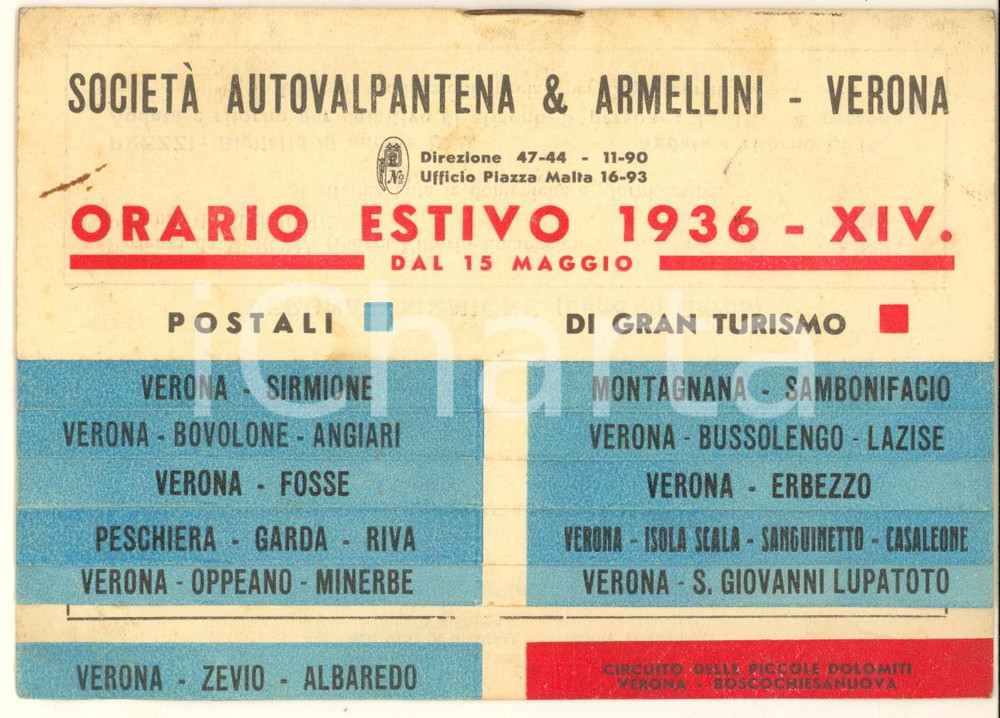 SOCIETÀ AUTOVALPANTENA & ARMELLINI - VERONA
No
Direzione 47-44 - 11-90
Ufficio Piazza Malta 16-93
ORARIO ESTIVO 1936 - XIV.
DAL 15 MAGGIO
POSTALI
DI GRAN TURISMO
iCharta
VERONA - SIRMIONE
MONTAGNANA - SAMBONIFACIO
VERONA - BOVOLONE - ANGIARI
VERONA - BUSSOLENGO - LAZISE
VERONA - FOSSE
VERONA - ERBEZZO
PESCHIERA - GARDA - RIVA
VERONA - ISOLA SCALA - SANGUINETTO - CASALEONE
VERONA - OPPEANO - MINERBE
VERONA - S. GIOVANNI LUPATOTO
VERONA - ZEVIO - ALBAREDO
CIRCUITO DELLE PICCOLE DOLOMITI
VERONA - BOSCOCHIESANUOVA